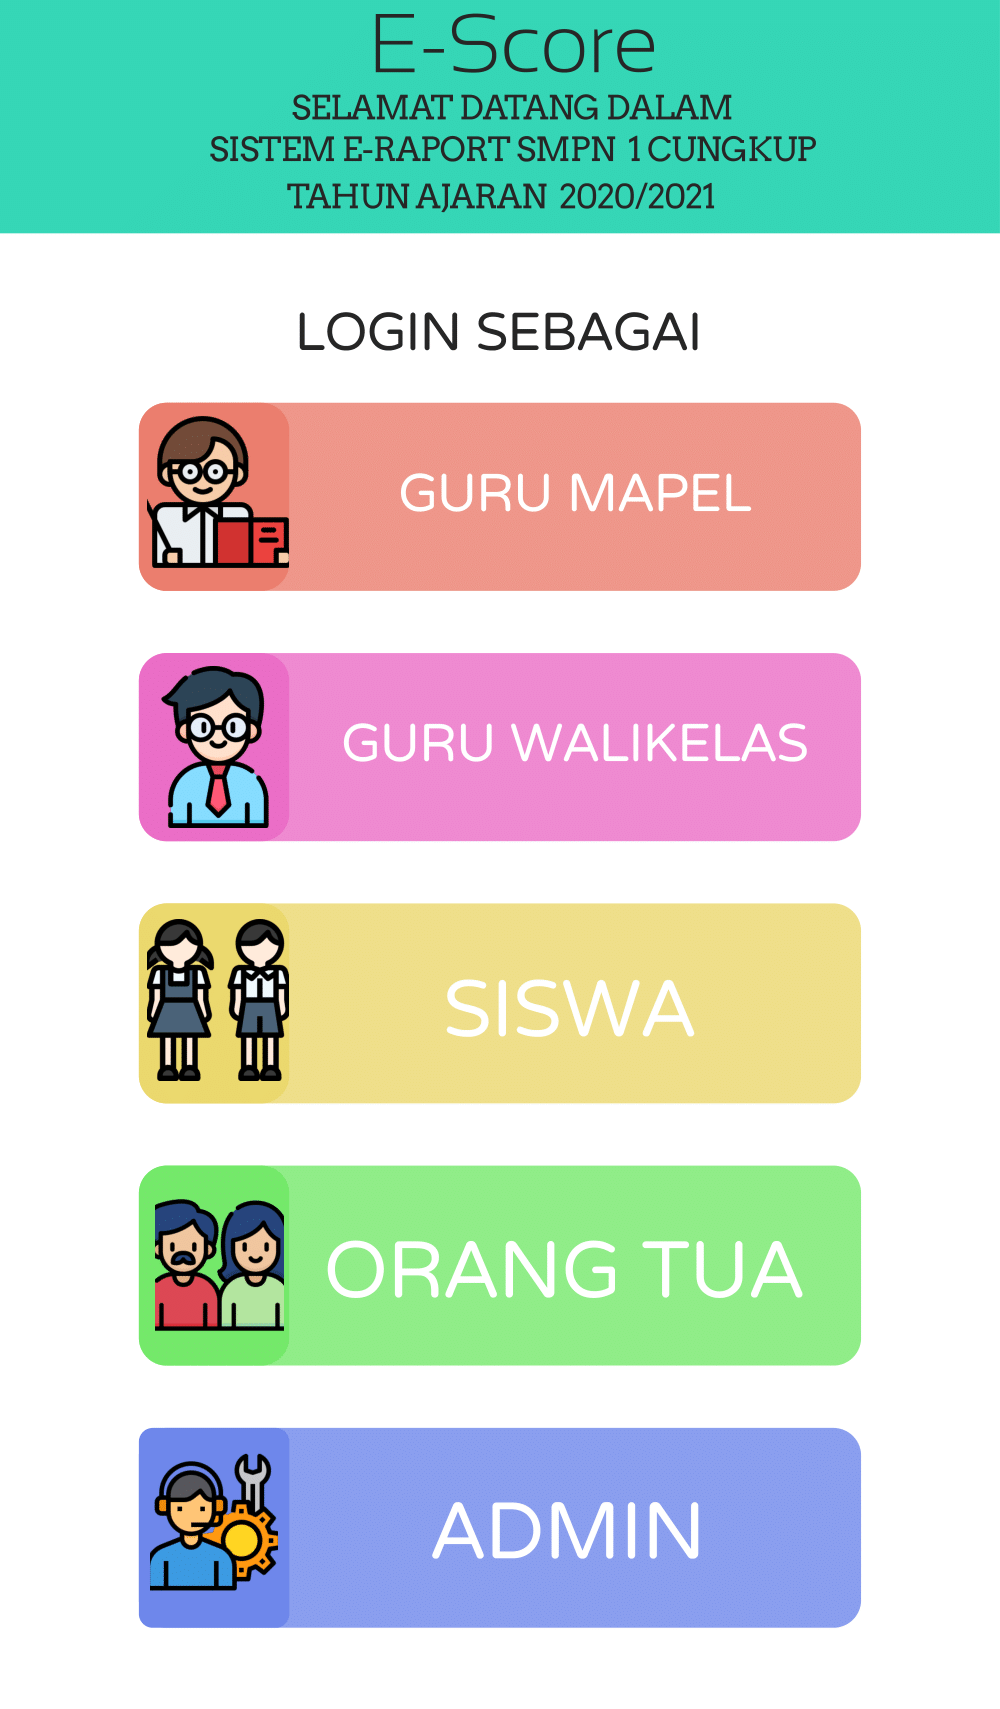 E-Score
SELAMAT DATANG DALAM
SISTEM E-RAPORT SMPN 1 CUNGKUP
TAHUN AJARAN 2020/2021
LOGIN SEBAGAI
GURU MAPEL
GURU WALIKELAS
SISWA
ORANG TUA
ADMIN